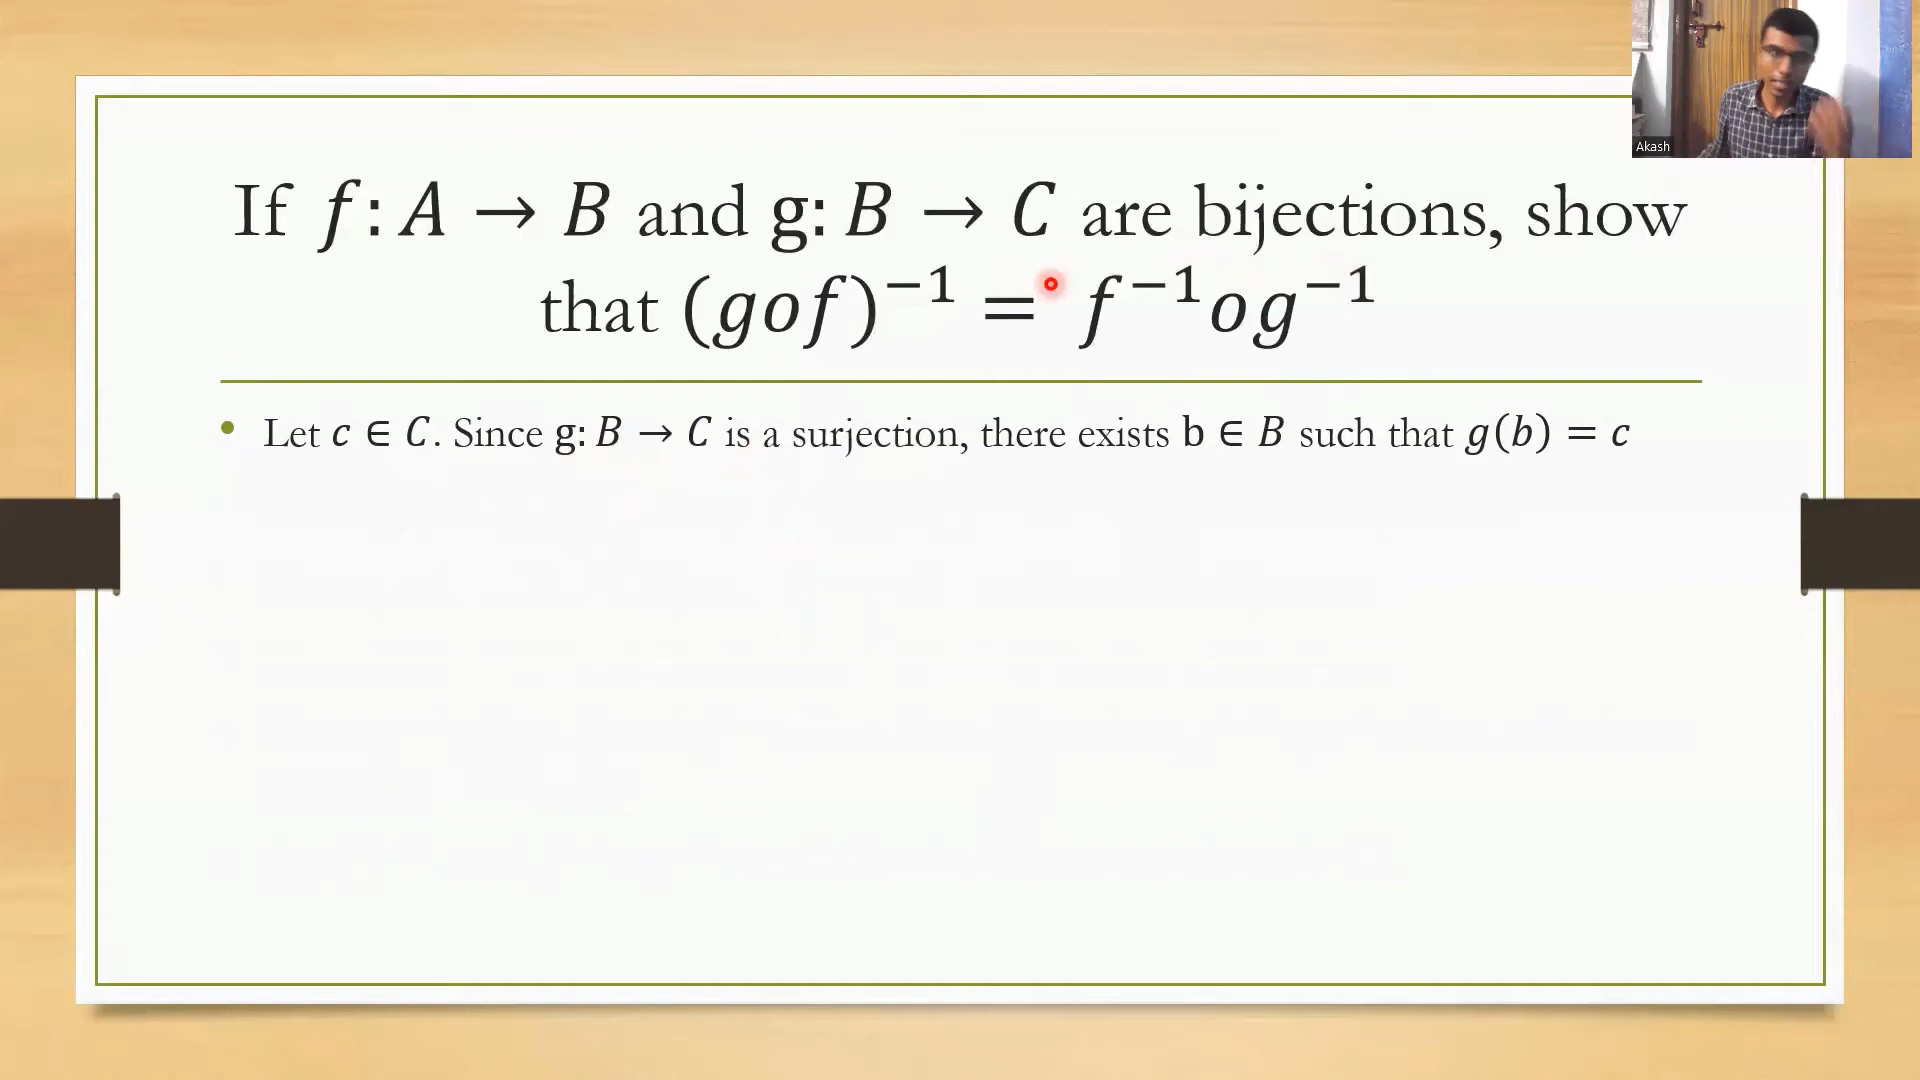 Akash
If 𝑓: 𝐴 → 𝐵 and g: 𝐵 → 𝐶 are bijections, show
that (𝑔𝑜𝑓)⁻¹ = 𝑓⁻¹𝑜𝑔⁻¹
• Let 𝑐 ∈ 𝐶. Since g: 𝐵 → 𝐶 is a surjection, there exists b ∈ 𝐵 such that 𝑔(𝑏) = 𝑐